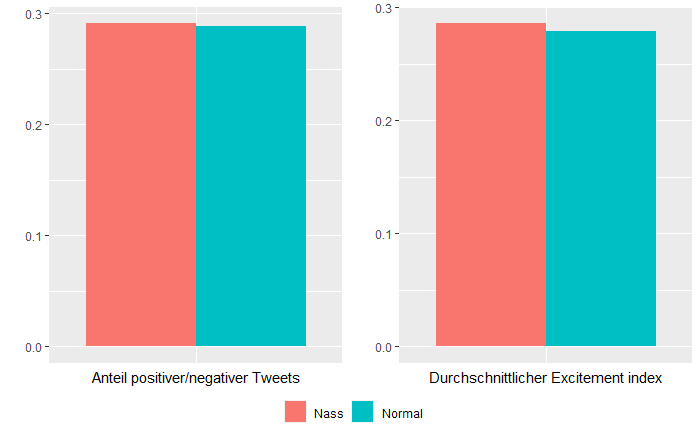 0.3
0.2
0.1
0.0
Anteil positiver/negativer Tweets
0.3
0.2
0.1
0.0
Durchschnittlicher Excitement index
Nass Normal